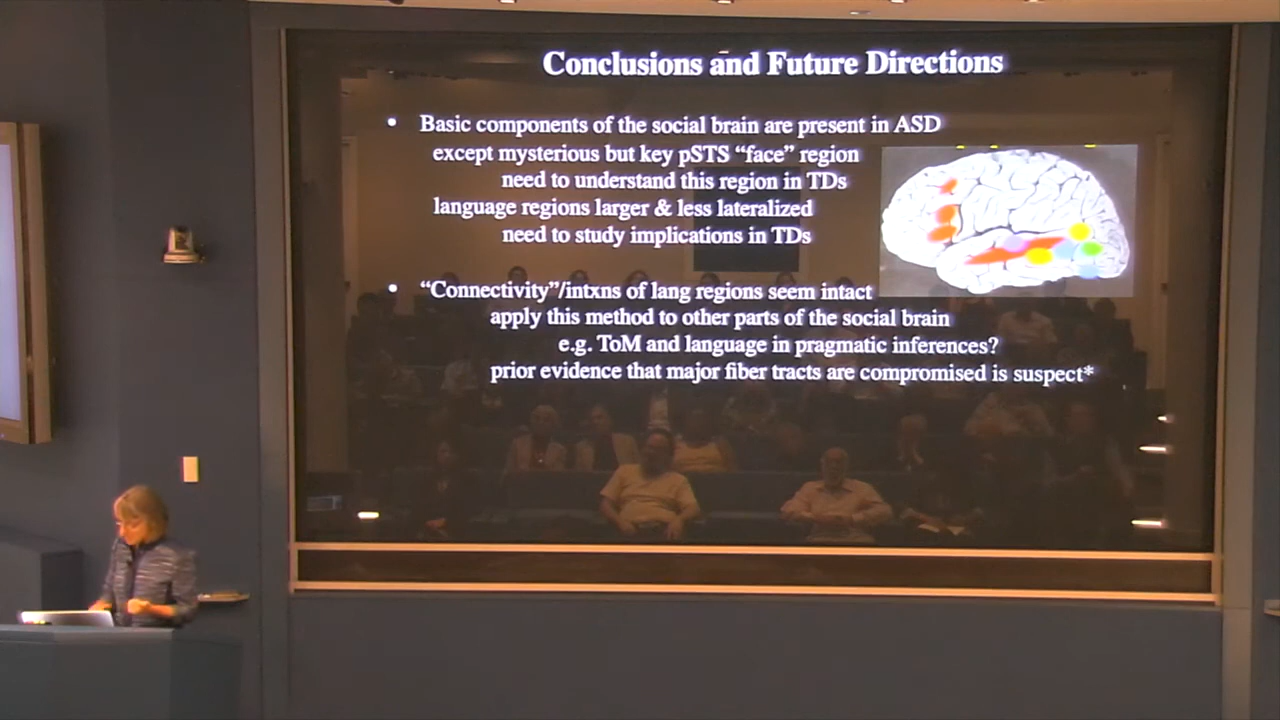 Conclusions and Future Directions
• Basic components of the social brain are present in ASD
except mysterious but key pSTS “face” region
need to understand this region in TDs
language regions larger & less lateralized
need to study implications in TDs
• “Connectivity”/intxns of lang regions seem intact
apply this method to other parts of the social brain
e.g. ToM and language in pragmatic inferences?
prior evidence that major fiber tracts are compromised is suspect*